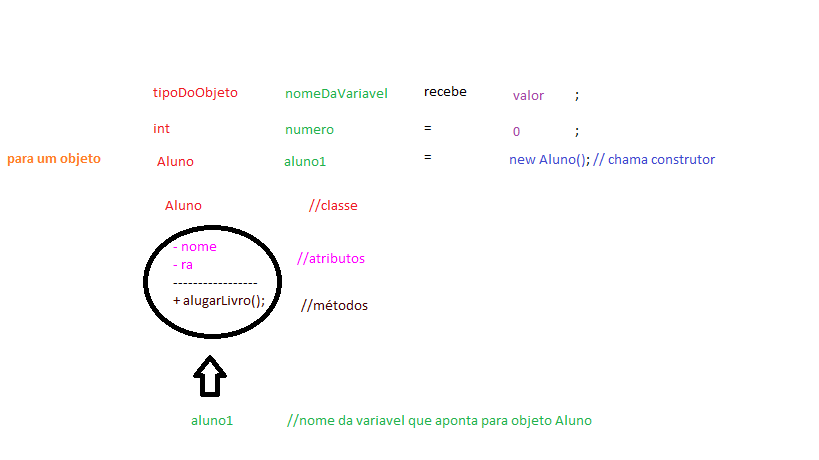 tipoDoObjeto nomeDaVariavel recebe valor ;
int numero = 0 ;
para um objeto Aluno aluno1 = new Aluno(); // chama construtor
Aluno //classe
- nome
- ra //atributos
-----------------
+ alugarLivro(); //métodos
aluno1 //nome da variavel que aponta para objeto Aluno